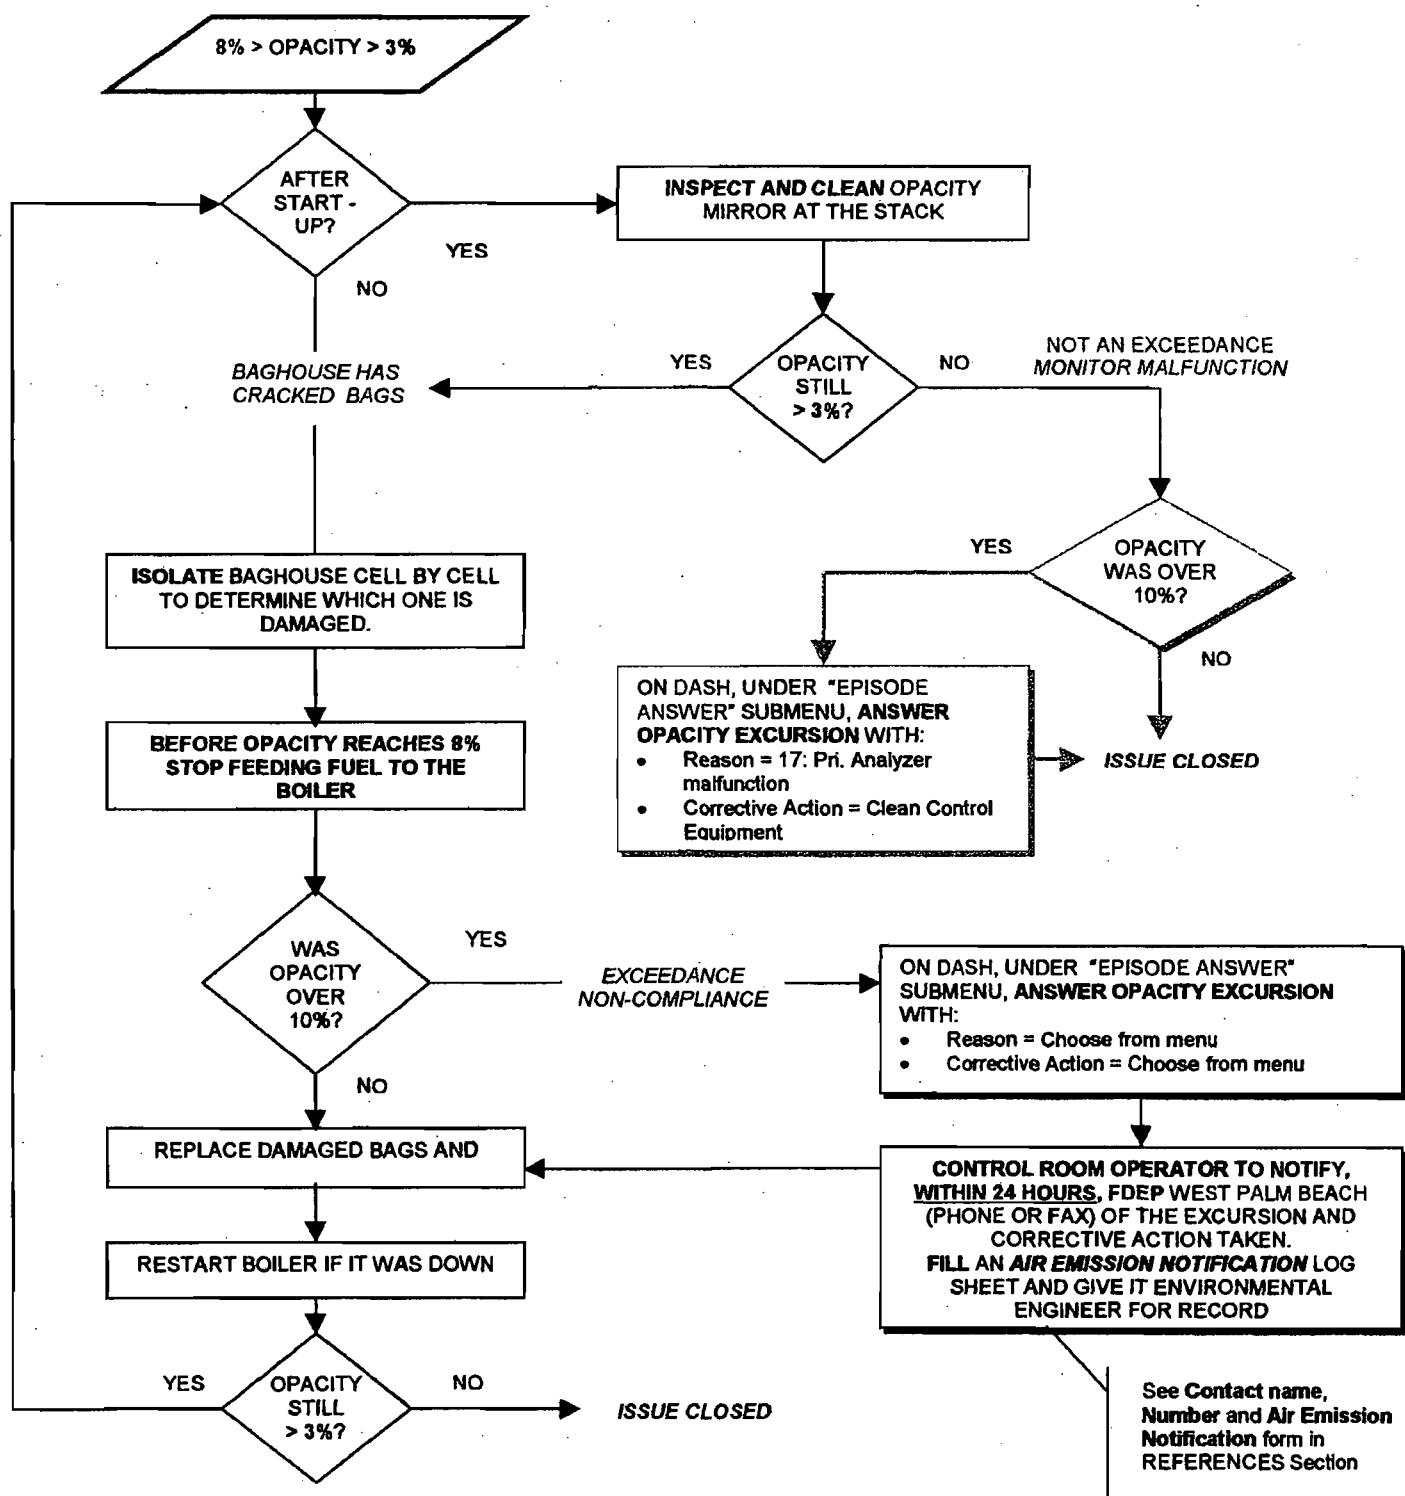 8% > OPACITY > 3%
AFTER
START -
UP?
YES
NO
INSPECT AND CLEAN OPACITY
MIRROR AT THE STACK
OPACITY
STILL
> 3%?
YES
NO
NOT AN EXCEEDANCE
MONITOR MALFUNCTION
BAGHOUSE HAS
CRACKED BAGS
OPACITY
WAS OVER
10%?
YES
NO
ISOLATE BAGHOUSE CELL BY CELL
TO DETERMINE WHICH ONE IS
DAMAGED.
ON DASH, UNDER "EPISODE
ANSWER" SUBMENU, ANSWER
OPACITY EXCURSION WITH:
• Reason = 17: Pri. Analyzer
malfunction
• Corrective Action = Clean Control
Equipment
ISSUE CLOSED
BEFORE OPACITY REACHES 8%
STOP FEEDING FUEL TO THE
BOILER
WAS
OPACITY
OVER
10%?
YES
NO
EXCEEDANCE
NON-COMPLIANCE
ON DASH, UNDER "EPISODE ANSWER"
SUBMENU, ANSWER OPACITY EXCURSION
WITH:
• Reason = Choose from menu
• Corrective Action = Choose from menu
REPLACE DAMAGED BAGS AND
CONTROL ROOM OPERATOR TO NOTIFY,
WITHIN 24 HOURS, FDEP WEST PALM BEACH
(PHONE OR FAX) OF THE EXCURSION AND
CORRECTIVE ACTION TAKEN.
FILL AN AIR EMISSION NOTIFICATION LOG
SHEET AND GIVE IT ENVIRONMENTAL
ENGINEER FOR RECORD
RESTART BOILER IF IT WAS DOWN
OPACITY
STILL
> 3%?
YES
NO
ISSUE CLOSED
See Contact name,
Number and Air Emission
Notification form in
REFERENCES Section